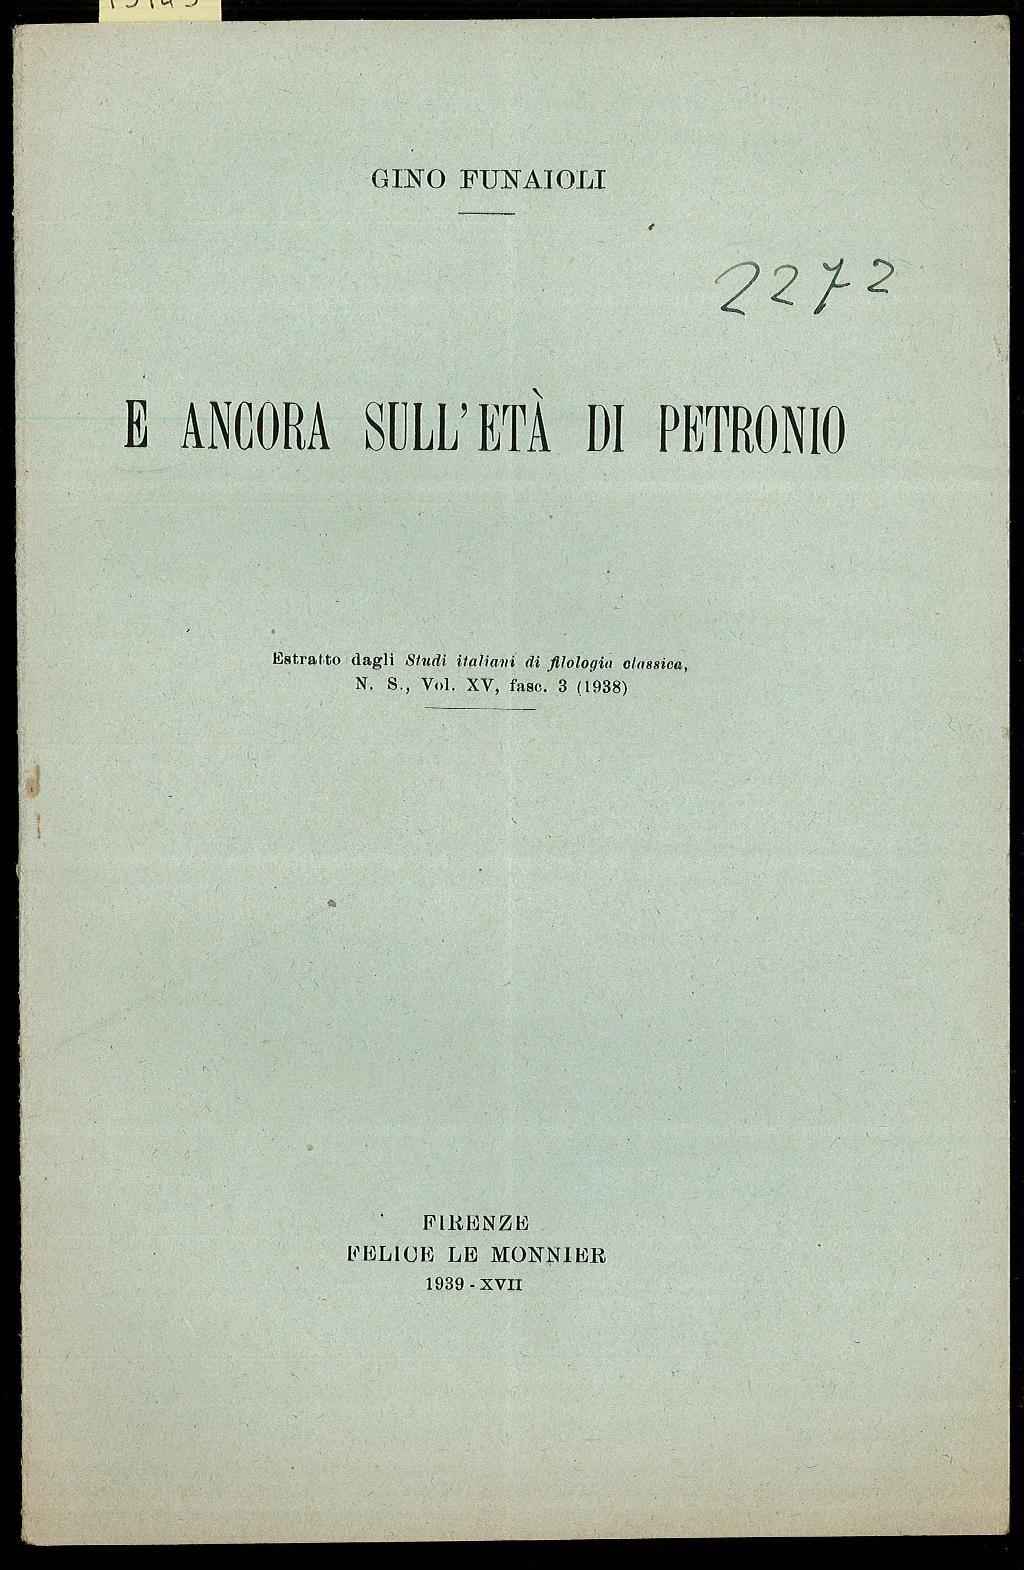 GINO FUNAIOLI
2272
E ANCORA SULL'ETÀ DI PETRONIO
Estratto dagli Studi italiani di filologia classica,
N. S., Vol. XV, fasc. 3 (1938)
FIRENZE
FELICE LE MONNIER
1939 - XVII